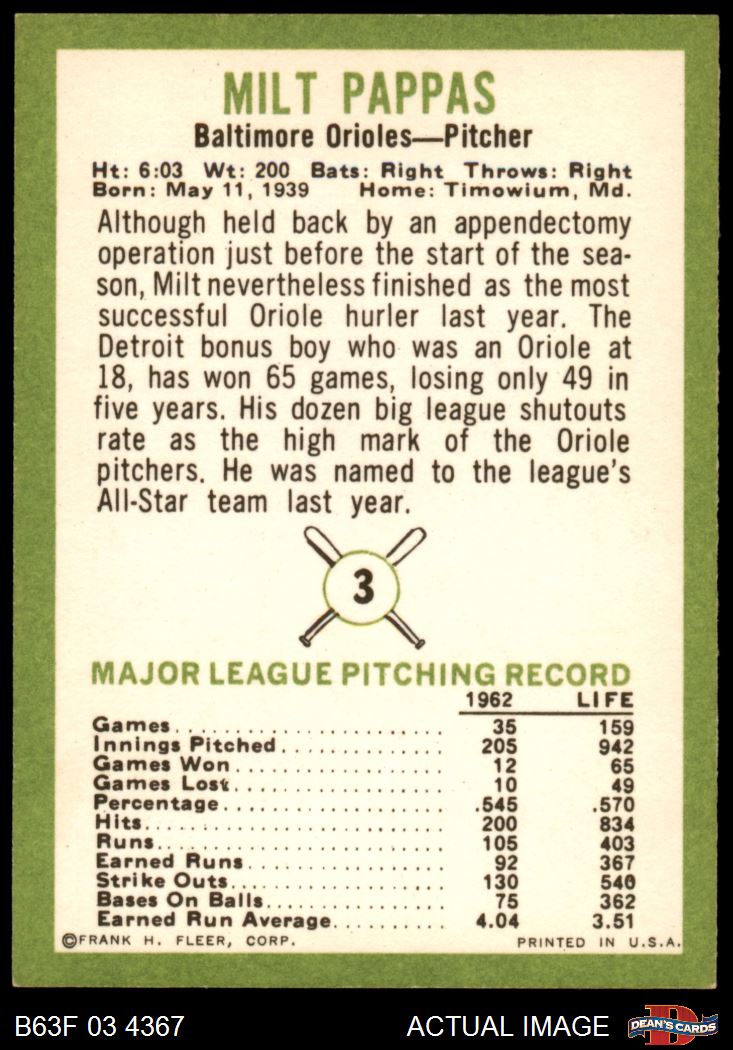 MILT PAPPAS
Baltimore Orioles—Pitcher
Ht: 6:03 Wt: 200 Bats: Right Throws: Right
Born: May 11, 1939 Home: Timowium, Md.
Although held back by an appendectomy
operation just before the start of the sea-
son, Milt nevertheless finished as the most
successful Oriole hurler last year. The
Detroit bonus boy who was an Oriole at
18, has won 65 games, losing only 49 in
five years. His dozen big league shutouts
rate as the high mark of the Oriole
pitchers. He was named to the league's
All-Star team last year.
3
MAJOR LEAGUE PITCHING RECORD
1962 LIFE
Games........................ 35 159
Innings Pitched.............. 205 942
Games Won.................. 12 65
Games Lost.................. 10 49
Percentage................... .545 .570
Hits........................... 200 834
Runs.......................... 105 403
Earned Runs................. 92 367
Strike Outs................... 130 540
Bases On Balls............... 75 362
Earned Run Average.......... 4.04 3.51
©FRANK H. FLEER, CORP. PRINTED IN U.S.A.
B63F 03 4367 ACTUAL IMAGE D DEAN'S CARDS